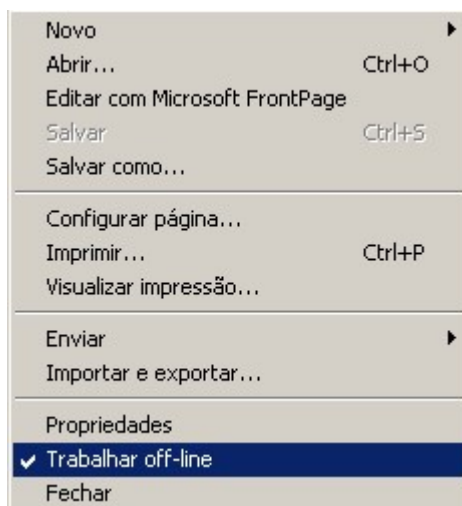 Novo
Abrir... Ctrl+O
Editar com Microsoft FrontPage
Salvar Ctrl+S
Salvar como...
Configurar página...
Imprimir... Ctrl+P
Visualizar impressão...
Enviar
Importar e exportar...
Propriedades
Trabalhar off-line
Fechar